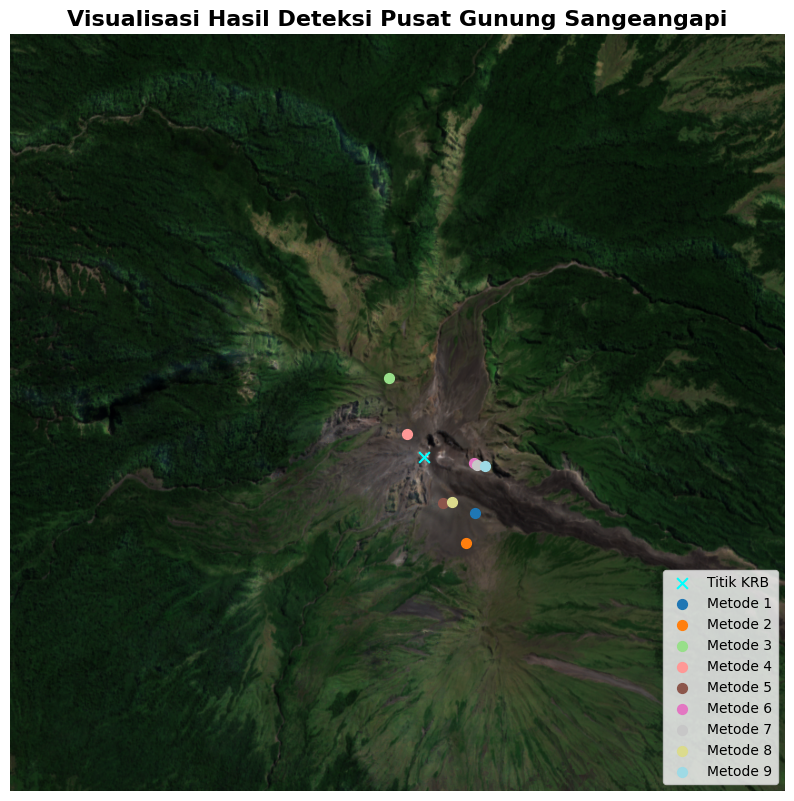 Visualisasi Hasil Deteksi Pusat Gunung Sangeangapi
Titik KRB
Metode 1
Metode 2
Metode 3
Metode 4
Metode 5
Metode 6
Metode 7
Metode 8
Metode 9